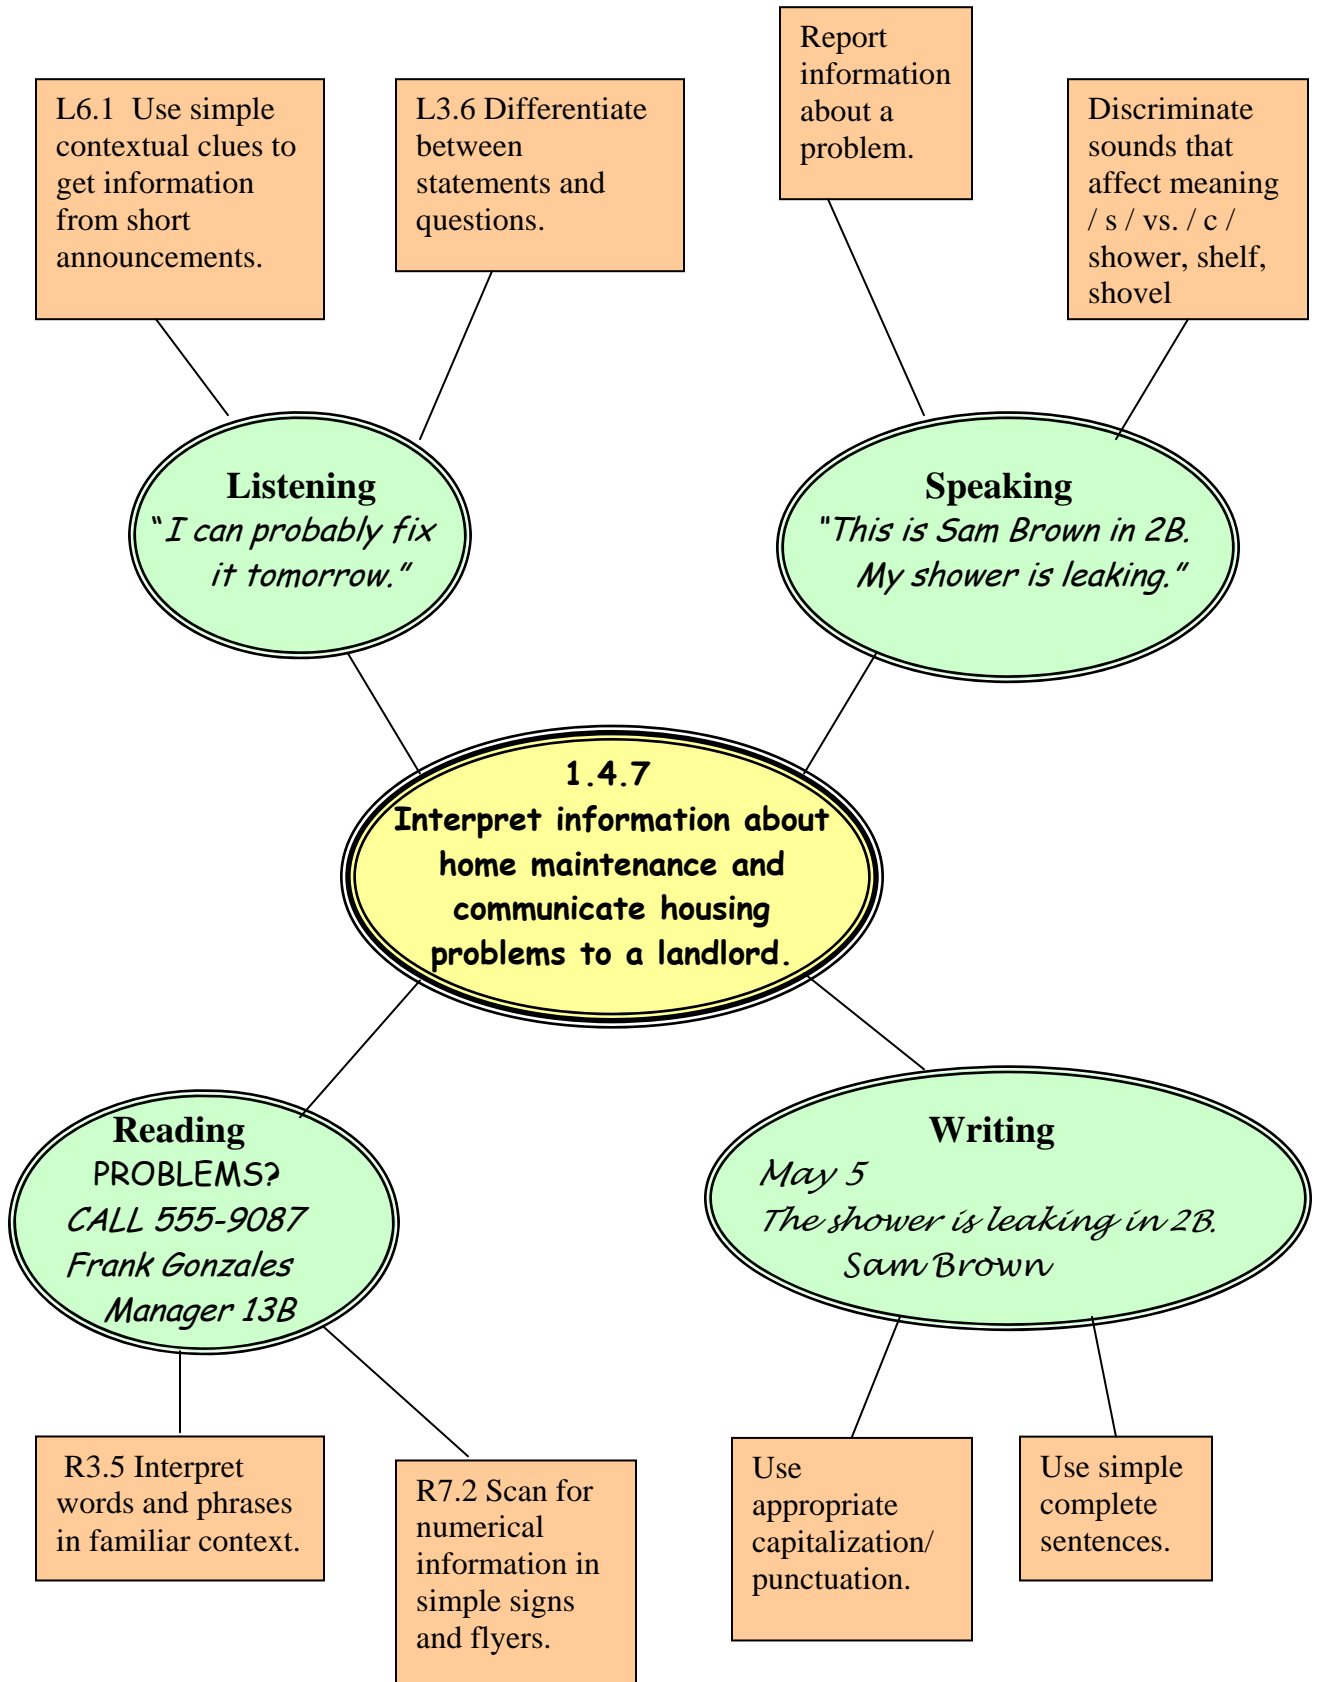 Report
information
about a
problem.
L6.1 Use simple
contextual clues to
get information
from short
announcements.
L3.6 Differentiate
between
statements and
questions.
Discriminate
sounds that
affect meaning
/ s / vs. / c /
shower, shelf,
shovel
Listening
"I can probably fix
it tomorrow."
Speaking
"This is Sam Brown in 2B.
My shower is leaking."
1.4.7
Interpret information about
home maintenance and
communicate housing
problems to a landlord.
Reading
PROBLEMS?
CALL 555-9087
Frank Gonzales
Manager 13B
Writing
May 5
The shower is leaking in 2B.
Sam Brown
R3.5 Interpret
words and phrases
in familiar context.
R7.2 Scan for
numerical
information in
simple signs
and flyers.
Use
appropriate
capitalization/
punctuation.
Use simple
complete
sentences.